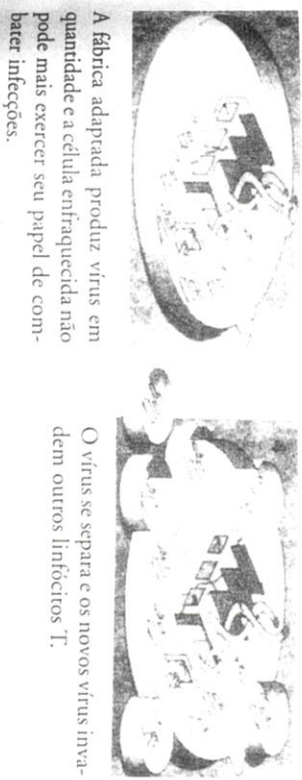 A fábrica adaptada produz vírus em
quantidade e a célula enfraquecida não
pode mais exercer seu papel de com-
bater infecções.
O vírus se separa e os novos vírus inva-
dem outros linfócitos T.